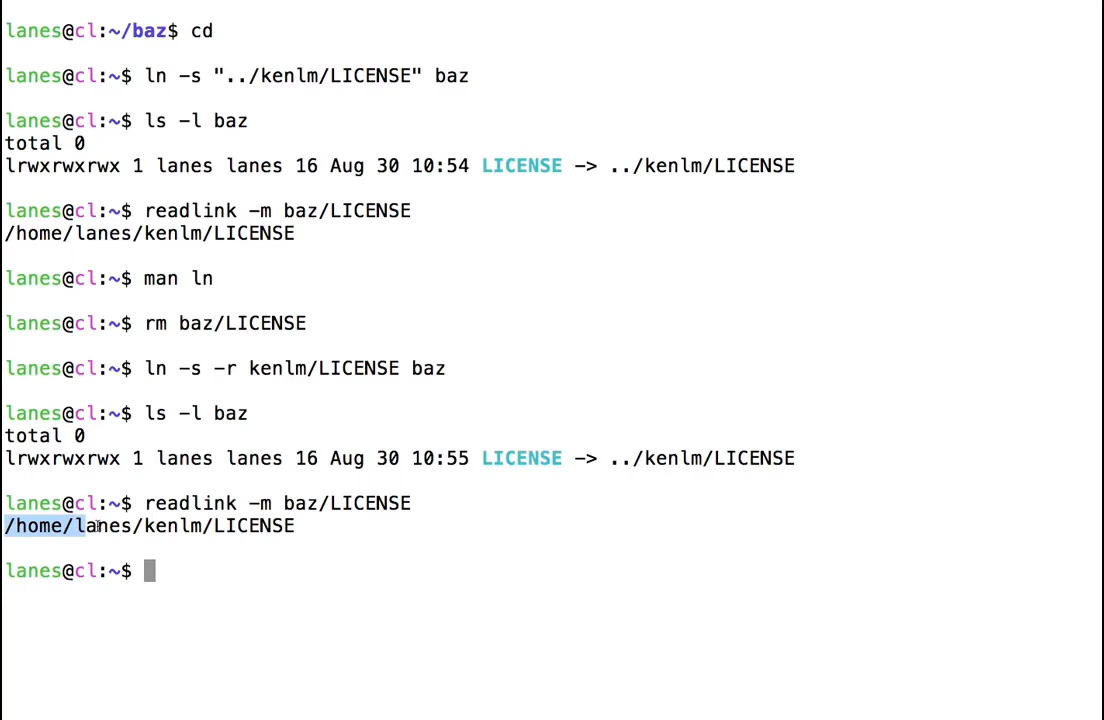 lanes@cl:~/baz$ cd
lanes@cl:~$ ln -s "../kenlm/LICENSE" baz
lanes@cl:~$ ls -l baz
total 0
lrwxrwxrwx 1 lanes lanes 16 Aug 30 10:54 LICENSE -> ../kenlm/LICENSE
lanes@cl:~$ readlink -m baz/LICENSE
/home/lanes/kenlm/LICENSE
lanes@cl:~$ man ln
lanes@cl:~$ rm baz/LICENSE
lanes@cl:~$ ln -s -r kenlm/LICENSE baz
lanes@cl:~$ ls -l baz
total 0
lrwxrwxrwx 1 lanes lanes 16 Aug 30 10:55 LICENSE -> ../kenlm/LICENSE
lanes@cl:~$ readlink -m baz/LICENSE
/home/lanes/kenlm/LICENSE
lanes@cl:~$